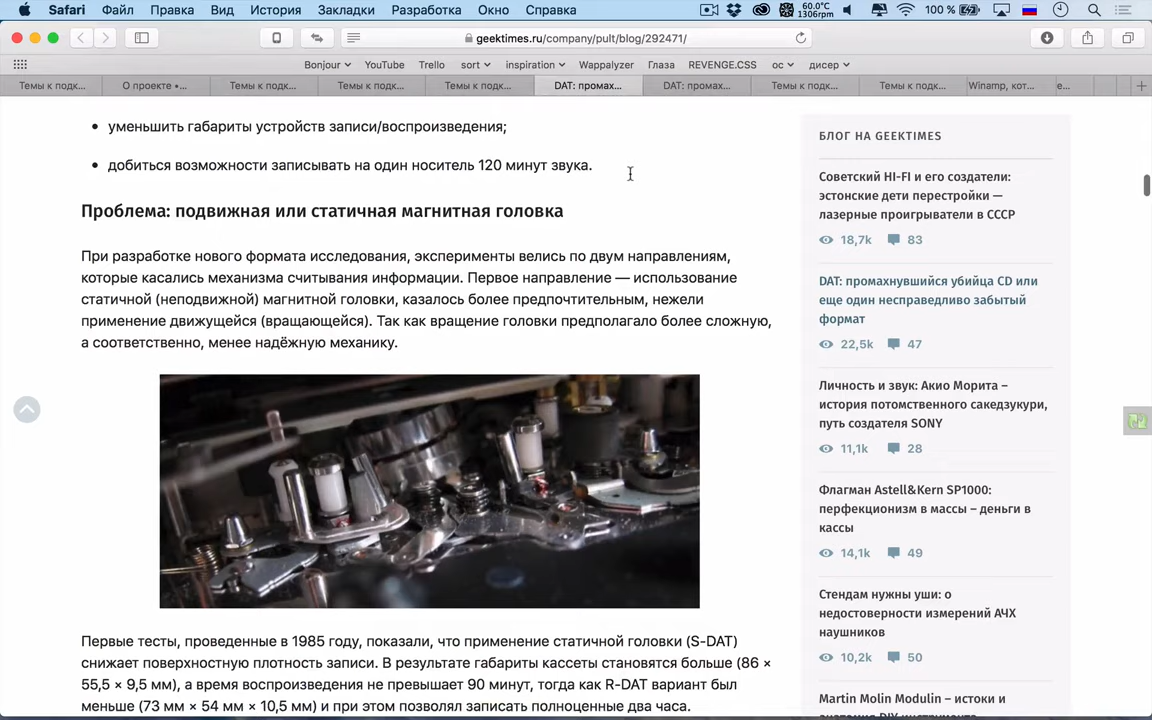 Safari Файл Правка Вид История Закладки Разработка Окно Справка 60.0°C 1306rpm 100 %
geektimes.ru/company/pult/blog/292471/
Bonjour YouTube Trello sort inspiration Wappalyzer Глаза REVENGE.CSS ос дисер
Темы к подк... О проекте •... Темы к подк... Темы к подк... Темы к подк... DAT: промах... DAT: промах... Темы к подк... Темы к подк... Winamp, кот... е...
• уменьшить габариты устройств записи/воспроизведения;
• добиться возможности записывать на один носитель 120 минут звука.
Проблема: подвижная или статичная магнитная головка
При разработке нового формата исследования, эксперименты велись по двум направлениям,
которые касались механизма считывания информации. Первое направление — использование
статичной (неподвижной) магнитной головки, казалось более предпочтительным, нежели
применение движущейся (вращающейся). Так как вращение головки предполагало более сложную,
а соответственно, менее надёжную механику.
Первые тесты, проведенные в 1985 году, показали, что применение статичной головки (S-DAT)
снижает поверхностную плотность записи. В результате габариты кассеты становятся больше (86 ×
55,5 × 9,5 мм), а время воспроизведения не превышает 90 минут, тогда как R-DAT вариант был
меньше (73 мм × 54 мм × 10,5 мм) и при этом позволял записать полноценные два часа.
БЛОГ НА GEEKTIMES
Советский HI-FI и его создатели:
эстонские дети перестройки —
лазерные проигрыватели в СССР
18,7k 83
DAT: промахнувшийся убийца CD или
еще один несправедливо забытый
формат
22,5k 47
Личность и звук: Акио Морита –
история потомственного сакедзукури,
путь создателя SONY
11,1k 28
Флагман Astell&Kern SP1000:
перфекционизм в массы – деньги в
кассы
14,1k 49
Стендам нужны уши: о
недостоверности измерений АЧХ
наушников
10,2k 50
Martin Molin Modulin – истоки и